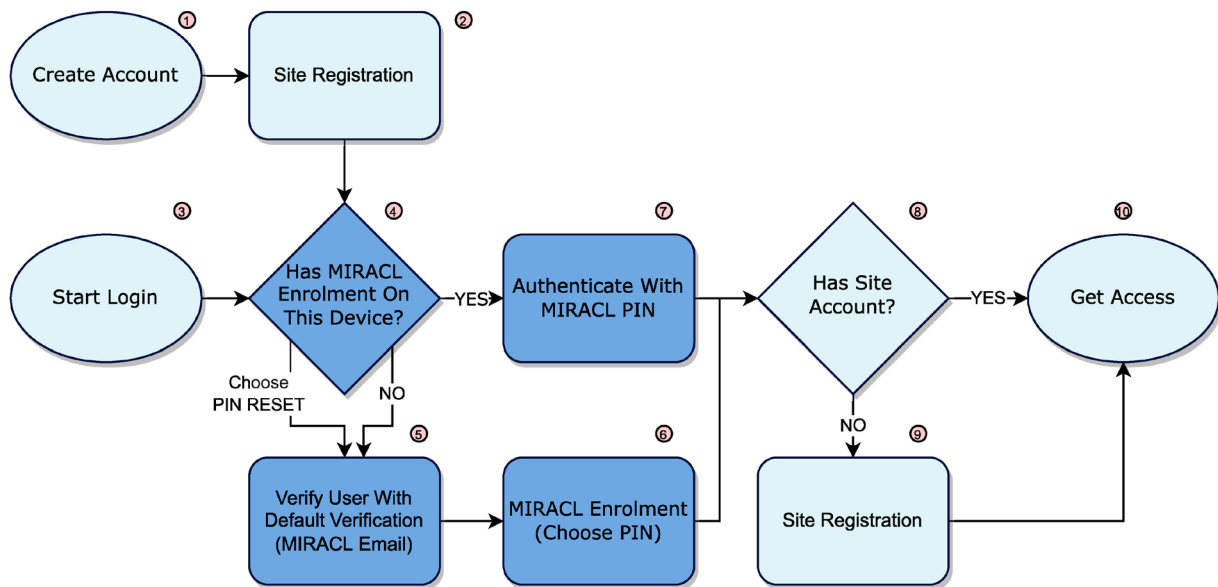 1
Create Account
2
Site Registration
3
Start Login
4
Has MIRACL
Enrolment On
This Device?
YES
7
Authenticate With
MIRACL PIN
8
Has Site
Account?
YES
10
Get Access
Choose
PIN RESET
NO
NO
5
Verify User With
Default Verification
(MIRACL Email)
6
MIRACL Enrolment
(Choose PIN)
9
Site Registration